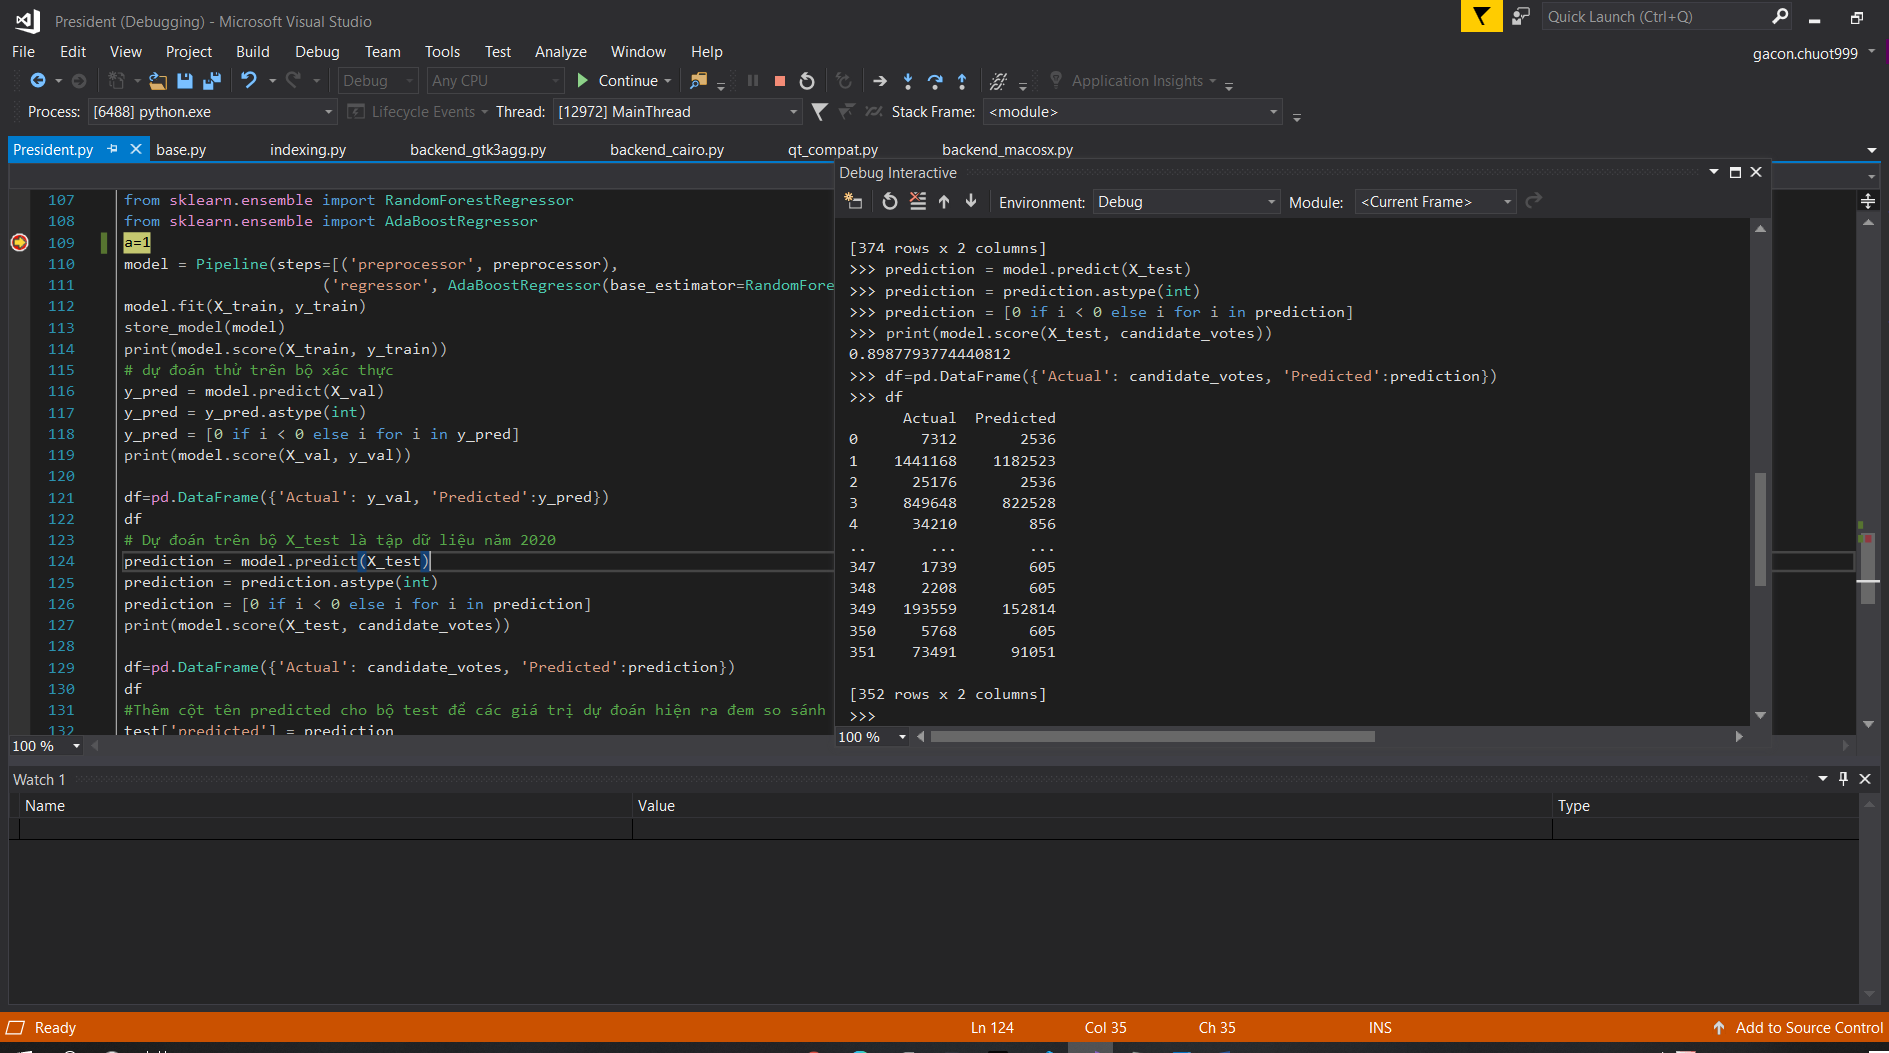 President (Debugging) - Microsoft Visual Studio
Quick Launch (Ctrl+Q)
File Edit View Project Build Debug Team Tools Test Analyze Window Help
gacon.chuot999
Debug Any CPU Continue Application Insights
Process: [6488] python.exe Lifecycle Events Thread: [12972] MainThread Stack Frame: <module>
President.py base.py indexing.py backend_gtk3agg.py backend_cairo.py qt_compat.py backend_macosx.py
107 from sklearn.ensemble import RandomForestRegressor
108 from sklearn.ensemble import AdaBoostRegressor
109 a=1
110 model = Pipeline(steps=[('preprocessor', preprocessor),
111 ('regressor', AdaBoostRegressor(base_estimator=RandomFore
112 model.fit(X_train, y_train)
113 store_model(model)
114 print(model.score(X_train, y_train))
115 # dự đoán thử trên bộ xác thực
116 y_pred = model.predict(X_val)
117 y_pred = y_pred.astype(int)
118 y_pred = [0 if i < 0 else i for i in y_pred]
119 print(model.score(X_val, y_val))
120
121 df=pd.DataFrame({'Actual': y_val, 'Predicted':y_pred})
122 df
123 # Dự đoán trên bộ X_test là tập dữ liệu năm 2020
124 prediction = model.predict(X_test)
125 prediction = prediction.astype(int)
126 prediction = [0 if i < 0 else i for i in prediction]
127 print(model.score(X_test, candidate_votes))
128
129 df=pd.DataFrame({'Actual': candidate_votes, 'Predicted':prediction})
130 df
131 #Thêm cột tên predicted cho bộ test để các giá trị dự đoán hiện ra đem so sánh
132 test['predicted'] = prediction
100 %
Debug Interactive
Environment: Debug Module: <Current Frame>
[374 rows x 2 columns]
>>> prediction = model.predict(X_test)
>>> prediction = prediction.astype(int)
>>> prediction = [0 if i < 0 else i for i in prediction]
>>> print(model.score(X_test, candidate_votes))
0.8987793774440812
>>> df=pd.DataFrame({'Actual': candidate_votes, 'Predicted':prediction})
>>> df
Actual Predicted
0 7312 2536
1 1441168 1182523
2 25176 2536
3 849648 822528
4 34210 856
.. ... ...
347 1739 605
348 2208 605
349 193559 152814
350 5768 605
351 73491 91051
[352 rows x 2 columns]
>>>
100 %
Watch 1
Name Value Type
Ready Ln 124 Col 35 Ch 35 INS Add to Source Control